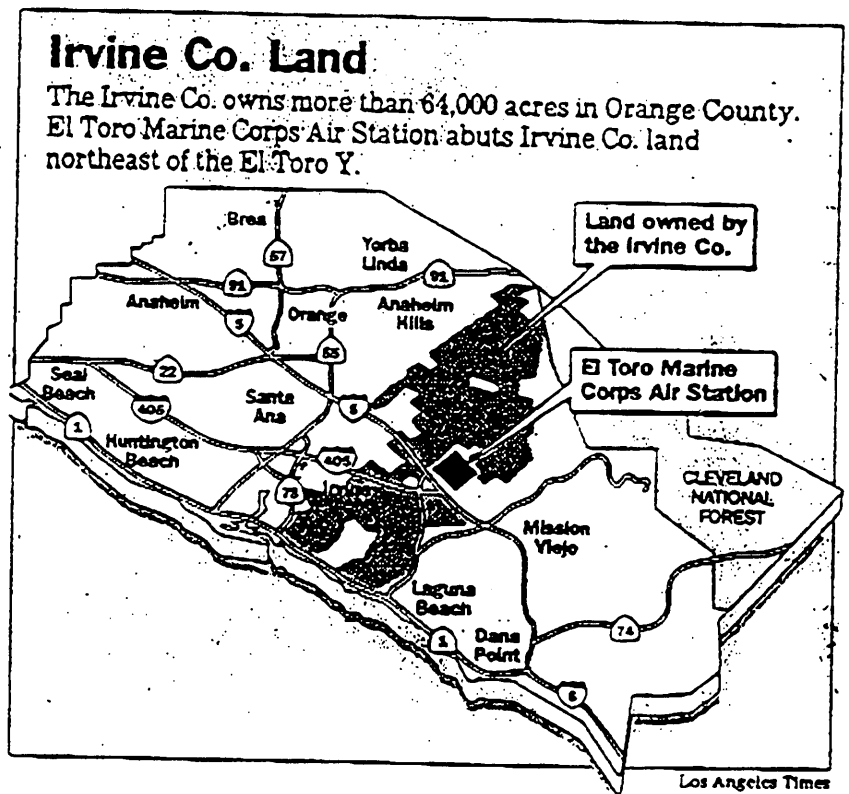 Irvine Co. Land
The Irvine Co. owns more than 64,000 acres in Orange County.
El Toro Marine Corps Air Station abuts Irvine Co. land
northeast of the El Toro Y.
Brea
57
Yorba
Linda
Land owned by
the Irvine Co.
91
91
Anaheim
5
Orange
Anaheim
Hills
55
22
Seal
Beach
405
Santa
Ana
5
El Toro Marine
Corps Air Station
1
Huntington
Beach
405
73
Irvine
CLEVELAND
NATIONAL
FOREST
Mission
Viejo
Laguna
Beach
1
Dana
Point
74
5
Los Angeles Times